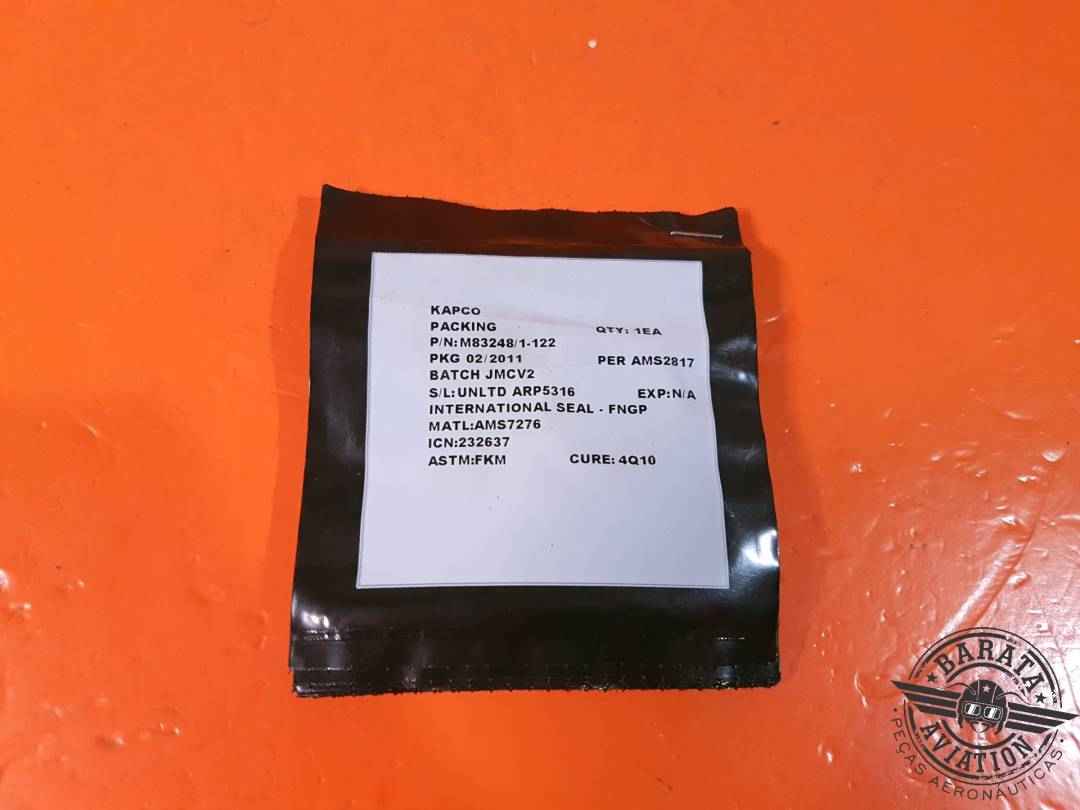 KAPCO
PACKING QTY: 1EA
P/N:M83248/1-122
PKG 02/2011 PER AMS2817
BATCH JMCV2
S/L:UNLTD ARP5316 EXP:N/A
INTERNATIONAL SEAL - FNGP
MATL:AMS7276
ICN:232637
ASTM:FKM CURE: 4Q10
BARATA
AVIATION
PEÇAS AERONÁUTICAS